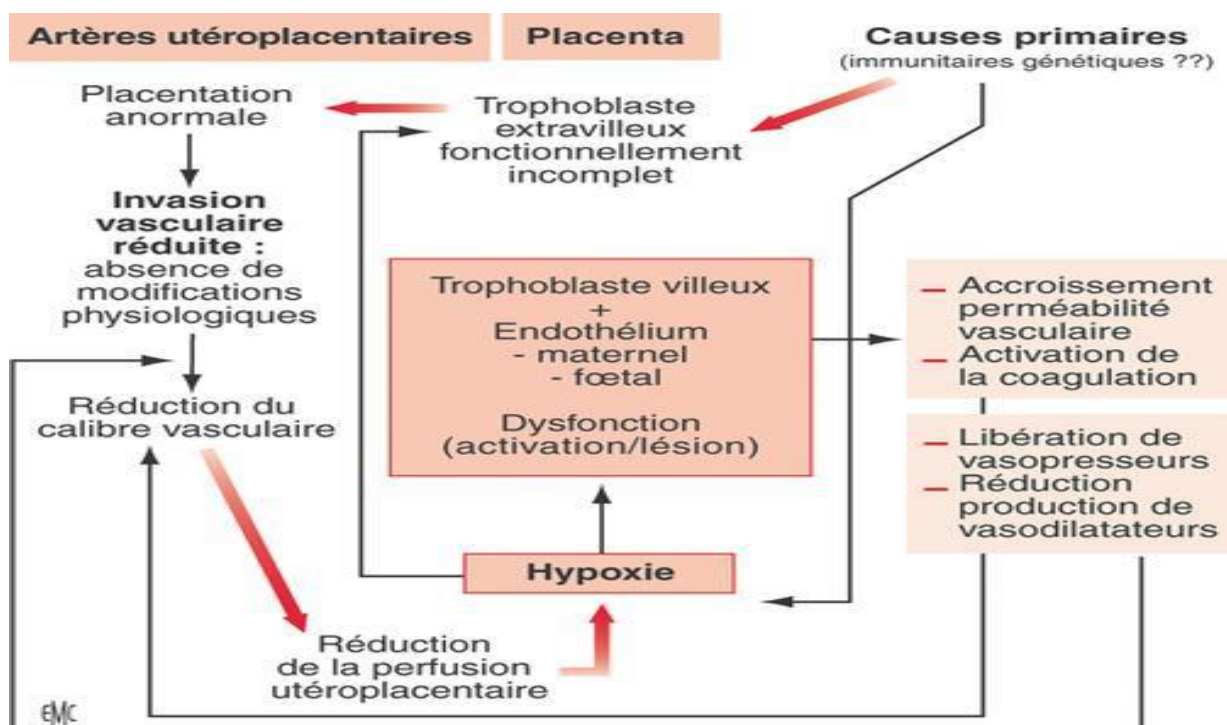 Artères utéroplacentaires
Placenta
Causes primaires
(immunitaires génétiques ??)
Placentation
anormale
Trophoblaste
extravilleux
fonctionnellement
incomplet
Invasion
vasculaire
réduite :
absence de
modifications
physiologiques
Réduction du
calibre vasculaire
Trophoblaste villeux
+
Endothélium
- maternel
- fœtal
Dysfonction
(activation/lésion)
– Accroissement
perméabilité
vasculaire
– Activation de
la coagulation
– Libération de
vasopresseurs
– Réduction
production de
vasodilatateurs
Hypoxie
Réduction
de la perfusion
utéroplacentaire
EMC